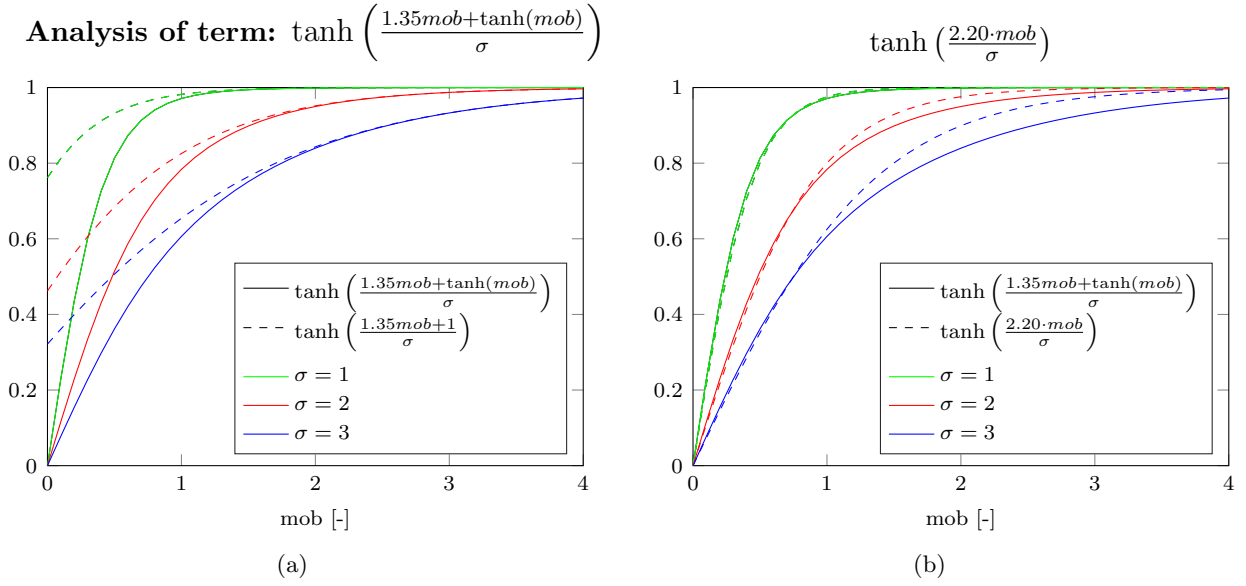 Analysis of term: tanh (1.35mob+tanh(mob) / σ)
1
0.8
0.6
0.4
0.2
0
0 1 2 3 4
tanh (1.35mob+tanh(mob) / σ)
tanh (1.35mob+1 / σ)
σ = 1
σ = 2
σ = 3
mob [-]
(a)
tanh (2.20·mob / σ)
1
0.8
0.6
0.4
0.2
0
0 1 2 3 4
tanh (1.35mob+tanh(mob) / σ)
tanh (2.20·mob / σ)
σ = 1
σ = 2
σ = 3
mob [-]
(b)